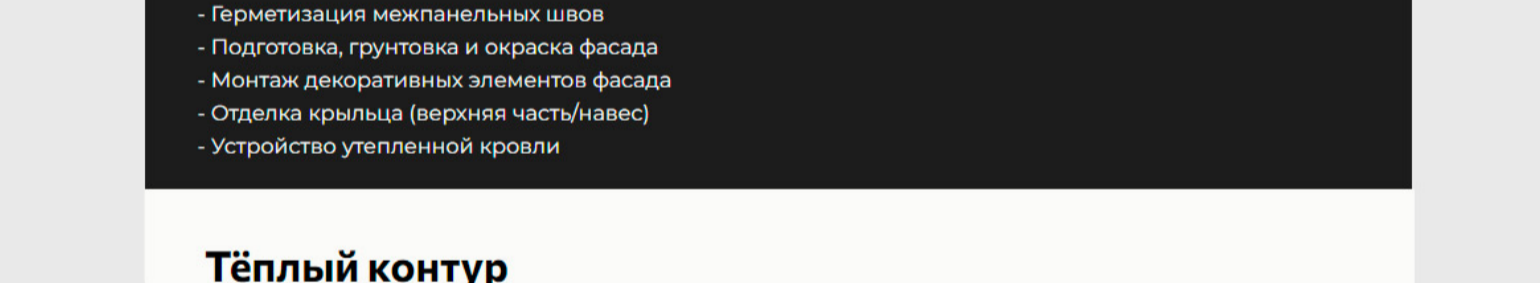 - Герметизация межпанельных швов
- Подготовка, грунтовка и окраска фасада
- Монтаж декоративных элементов фасада
- Отделка крыльца (верхняя часть/навес)
- Устройство утепленной кровли
Тёплый контур